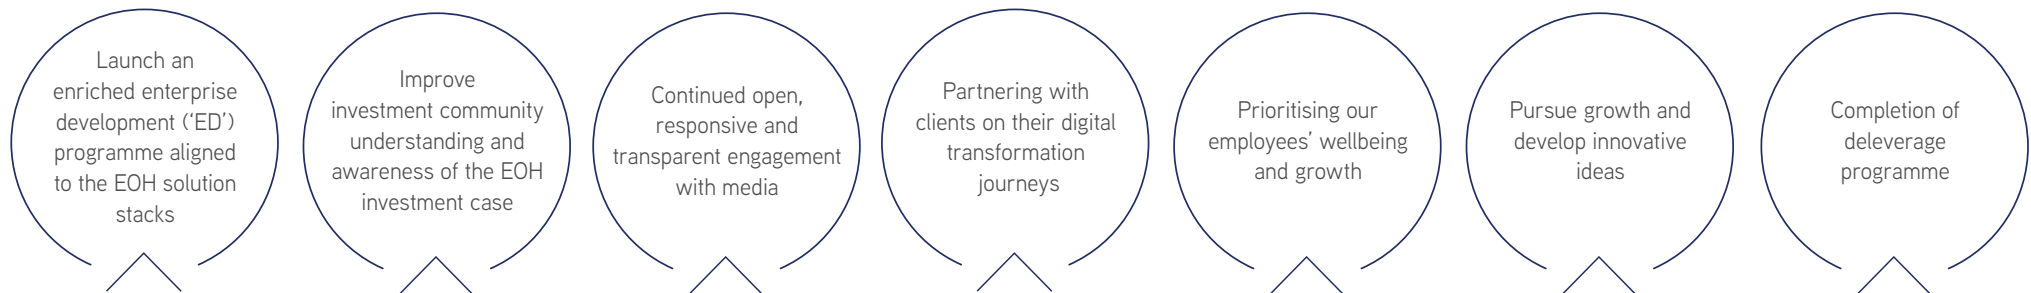 Launch an
enriched enterprise
development (‘ED’)
programme aligned
to the EOH solution
stacks
Improve
investment community
understanding and
awareness of the EOH
investment case
Continued open,
responsive and
transparent engagement
with media
Partnering with
clients on their digital
transformation
journeys
Prioritising our
employees’ wellbeing
and growth
Pursue growth and
develop innovative
ideas
Completion of
deleverage
programme